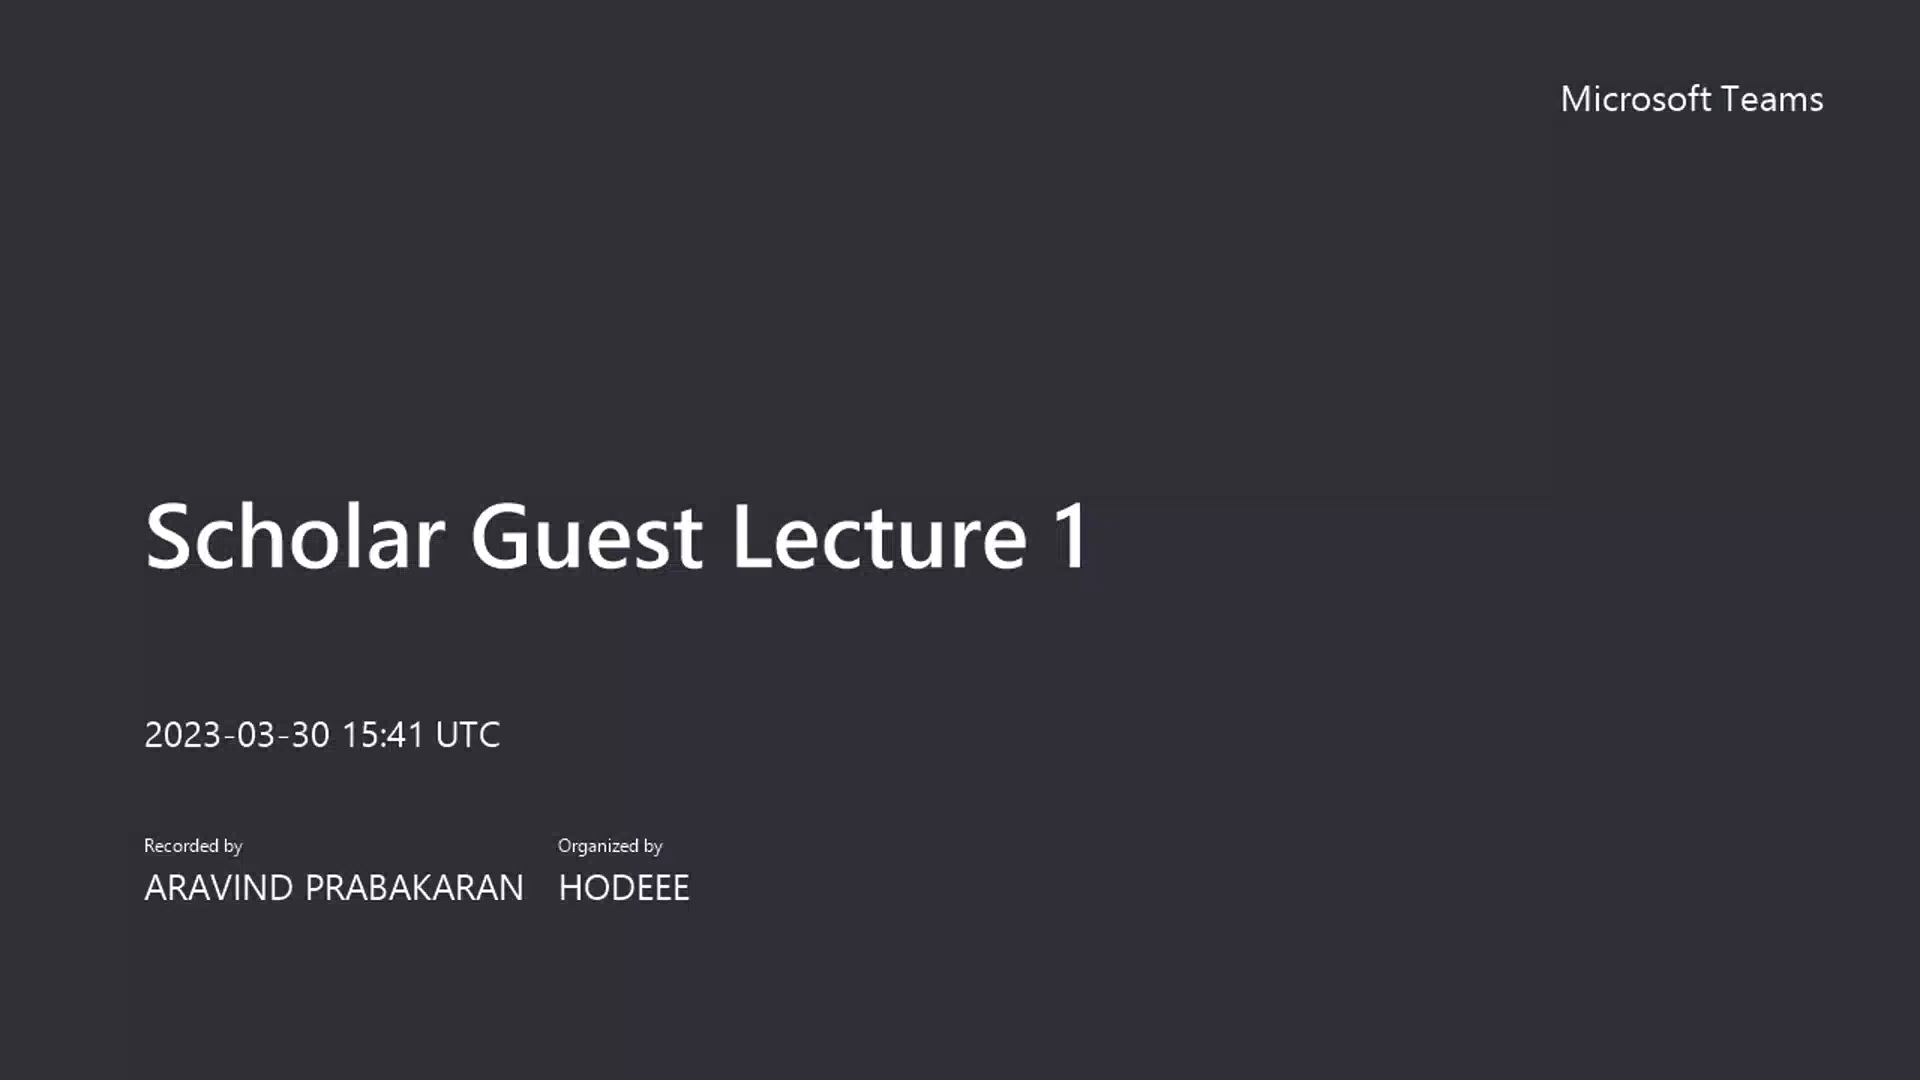 Microsoft Teams
Scholar Guest Lecture 1
2023-03-30 15:41 UTC
Recorded by Organized by
ARAVIND PRABAKARAN HODEEE